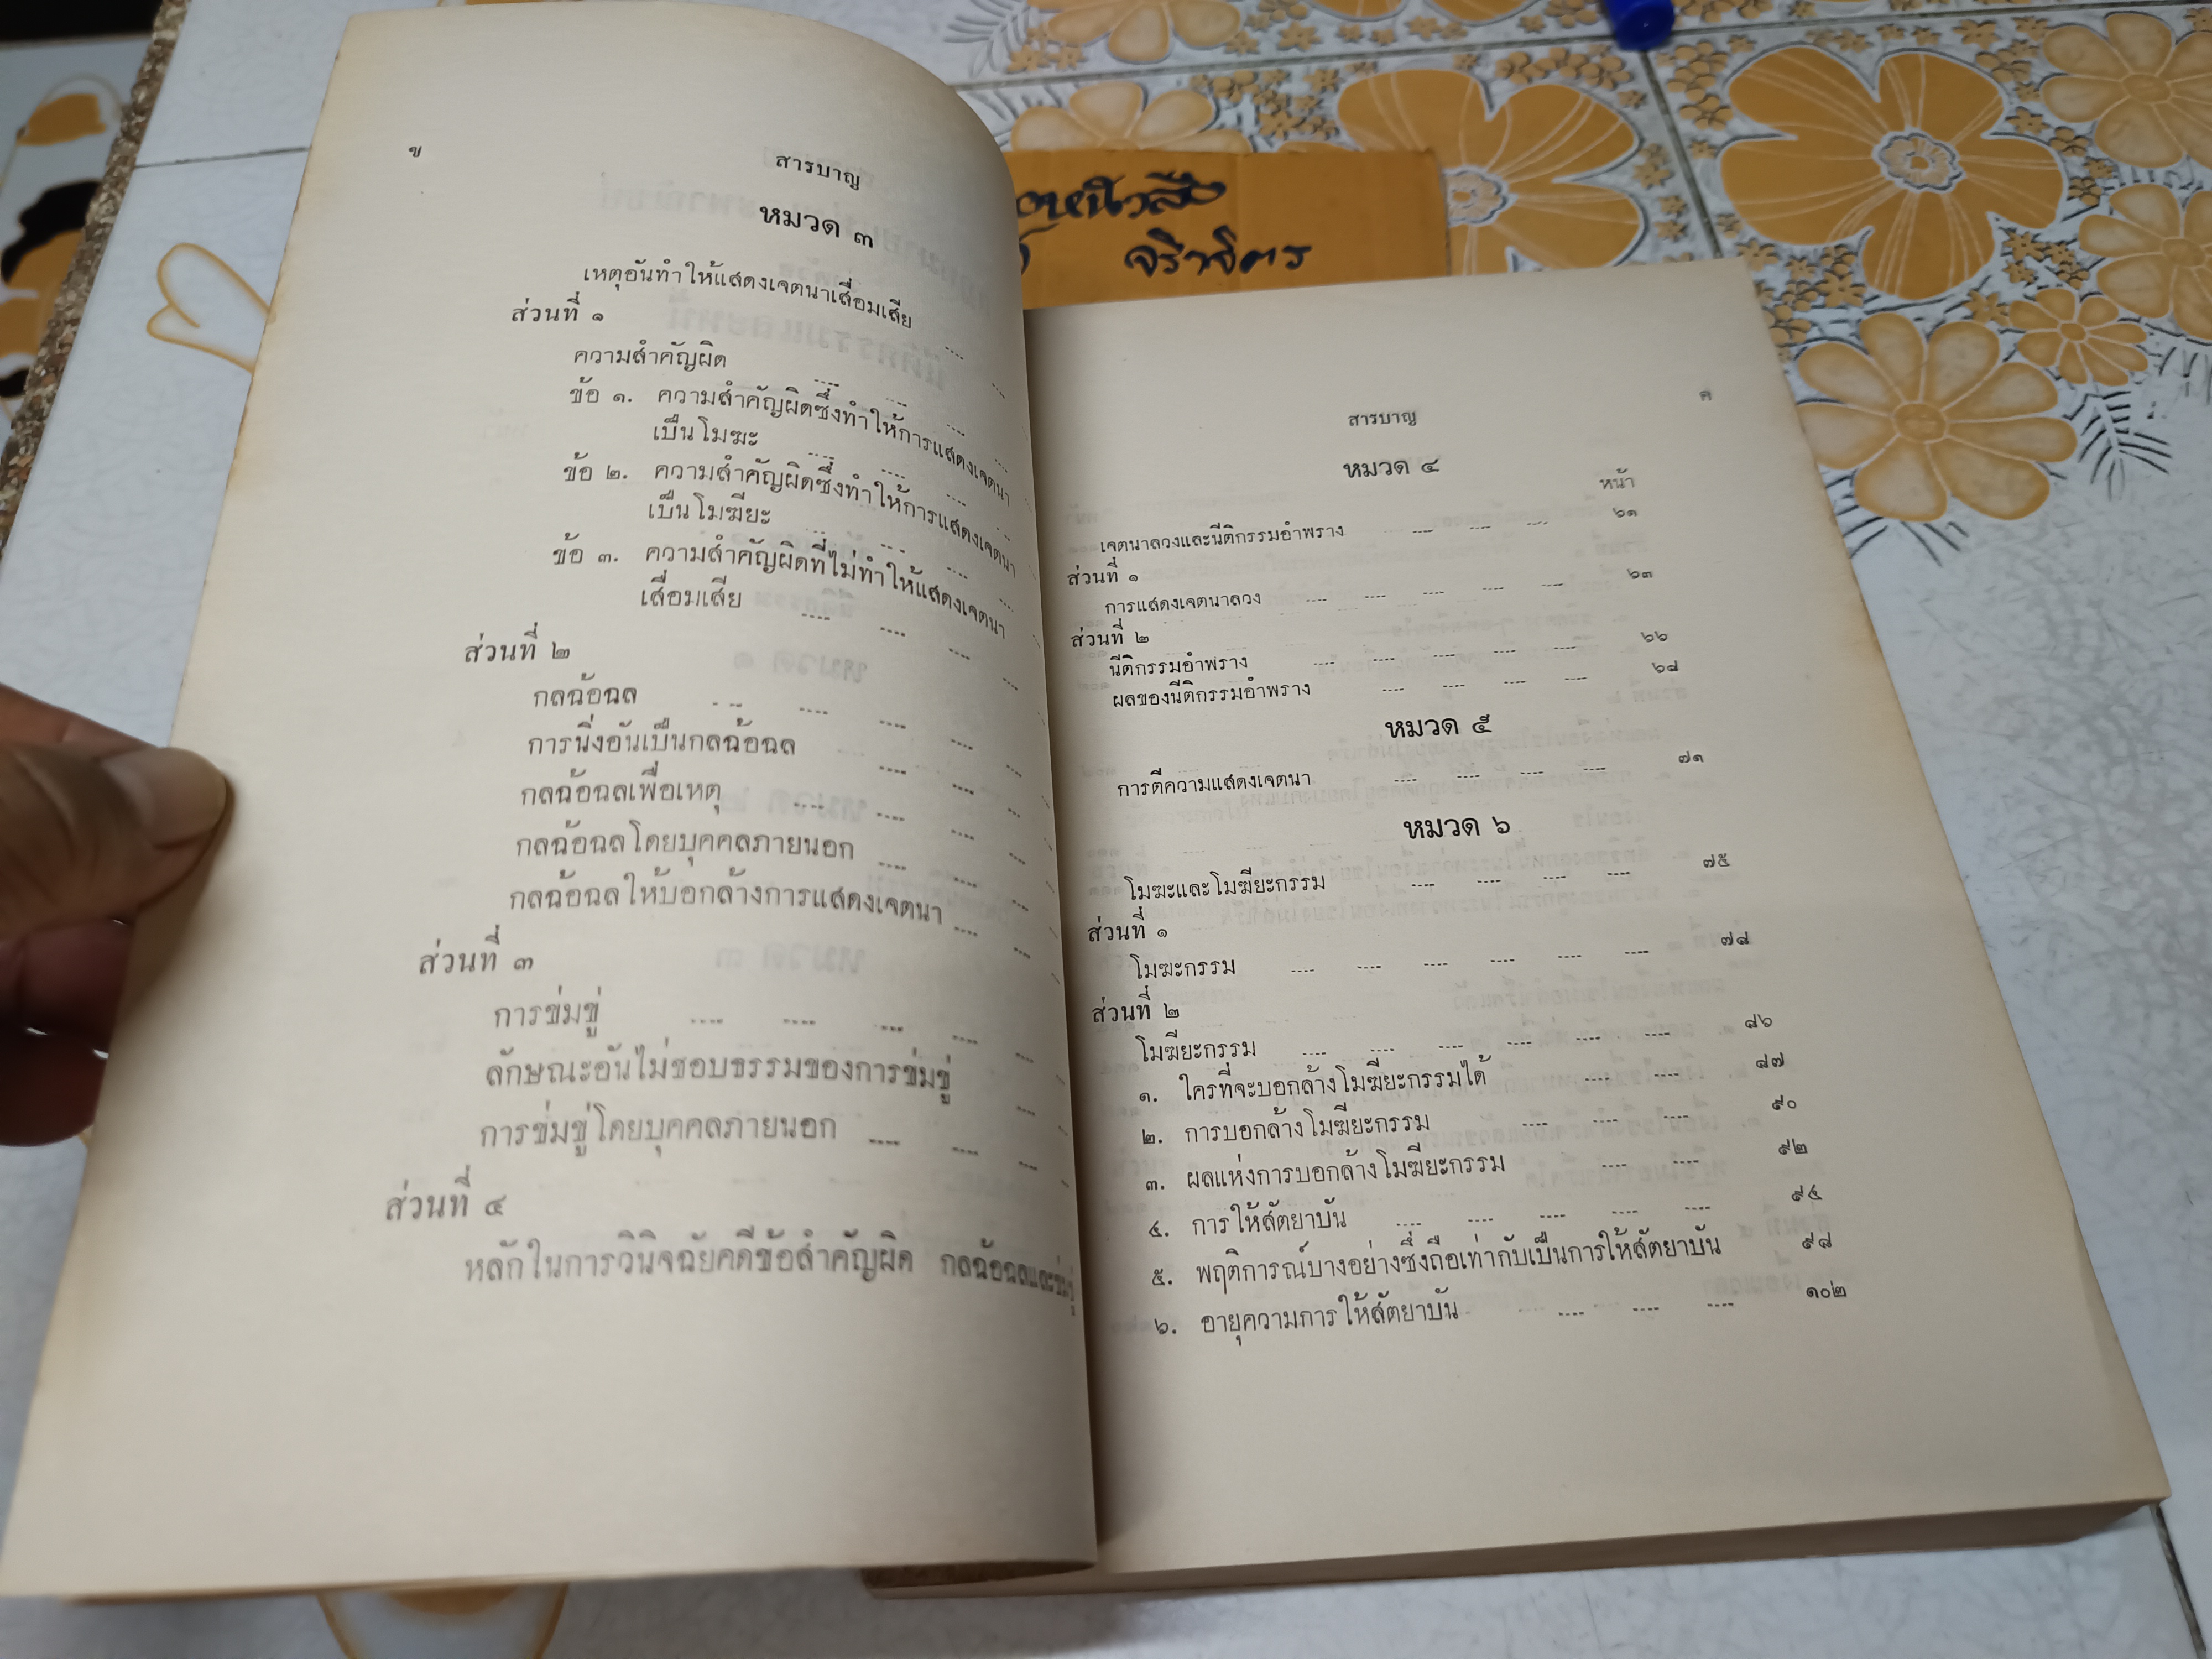 ข
สารบาญ
หมวด ๓
เหตุอันทำให้แสดงเจตนาเสื่อมเสีย ....
ส่วนที่ ๑
ความสำคัญผิด .... .... ....
ข้อ ๑. ความสำคัญผิดซึ่งทำให้การแสดงเจตนา
เป็นโมฆะ .... .... ....
ข้อ ๒. ความสำคัญผิดซึ่งทำให้การแสดงเจตนา
เป็นโมฆียะ .... .... ....
ข้อ ๓. ความสำคัญผิดที่ไม่ทำให้แสดงเจตนา
เสื่อมเสีย .... .... .... ....
ส่วนที่ ๒
กลฉ้อฉล .... .... .... .... ....
การนิ่งอันเป็นกลฉ้อฉล .... .... ....
กลฉ้อฉลเพื่อเหตุ .... .... .... ....
กลฉ้อฉลโดยบุคคลภายนอก .... .... ....
กลฉ้อฉลให้บอกล้างการแสดงเจตนา .... ....
ส่วนที่ ๓
การข่มขู่ .... .... .... .... ....
ลักษณะอันไม่ชอบธรรมของการข่มขู่ ....
การข่มขู่โดยบุคคลภายนอก .... .... ....
ส่วนที่ ๔
หลักในการวินิจฉัยคดีข้อสำคัญผิด กลฉ้อฉลและข่มขู่
อหนังสือ
จริาจิตร
ค
สารบาญ
หมวด ๔
หน้า
เจตนาลวงและนีติกรรมอำพราง .... .... .... ๖๑
ส่วนที่ ๑
การแสดงเจตนาลวง .... .... .... .... .... ๖๓
ส่วนที่ ๒
นีติกรรมอำพราง .... .... .... .... .... ๖๖
ผลของนีติกรรมอำพราง .... .... .... .... ๖๘
หมวด ๕
การตีความแสดงเจตนา .... .... .... .... ๗๑
หมวด ๖
โมฆะและโมฆียะกรรม .... .... .... .... ๗๕
ส่วนที่ ๑
โมฆะกรรม .... .... .... .... .... .... ๗๘
ส่วนที่ ๒
โมฆียะกรรม .... .... .... .... .... .... ๘๖
๑. ใครที่จะบอกล้างโมฆียะกรรมได้ .... .... ๘๗
๒. การบอกล้างโมฆียะกรรม .... .... .... ๙๐
๓. ผลแห่งการบอกล้างโมฆียะกรรม .... .... ๙๒
๔. การให้สัตยาบัน .... .... .... .... .... ๙๔
๕. พฤติการณ์บางอย่างซึ่งถือเท่ากับเป็นการให้สัตยาบัน ๙๘
๖. อายุความการให้สัตยาบัน .... .... .... ๑๐๒